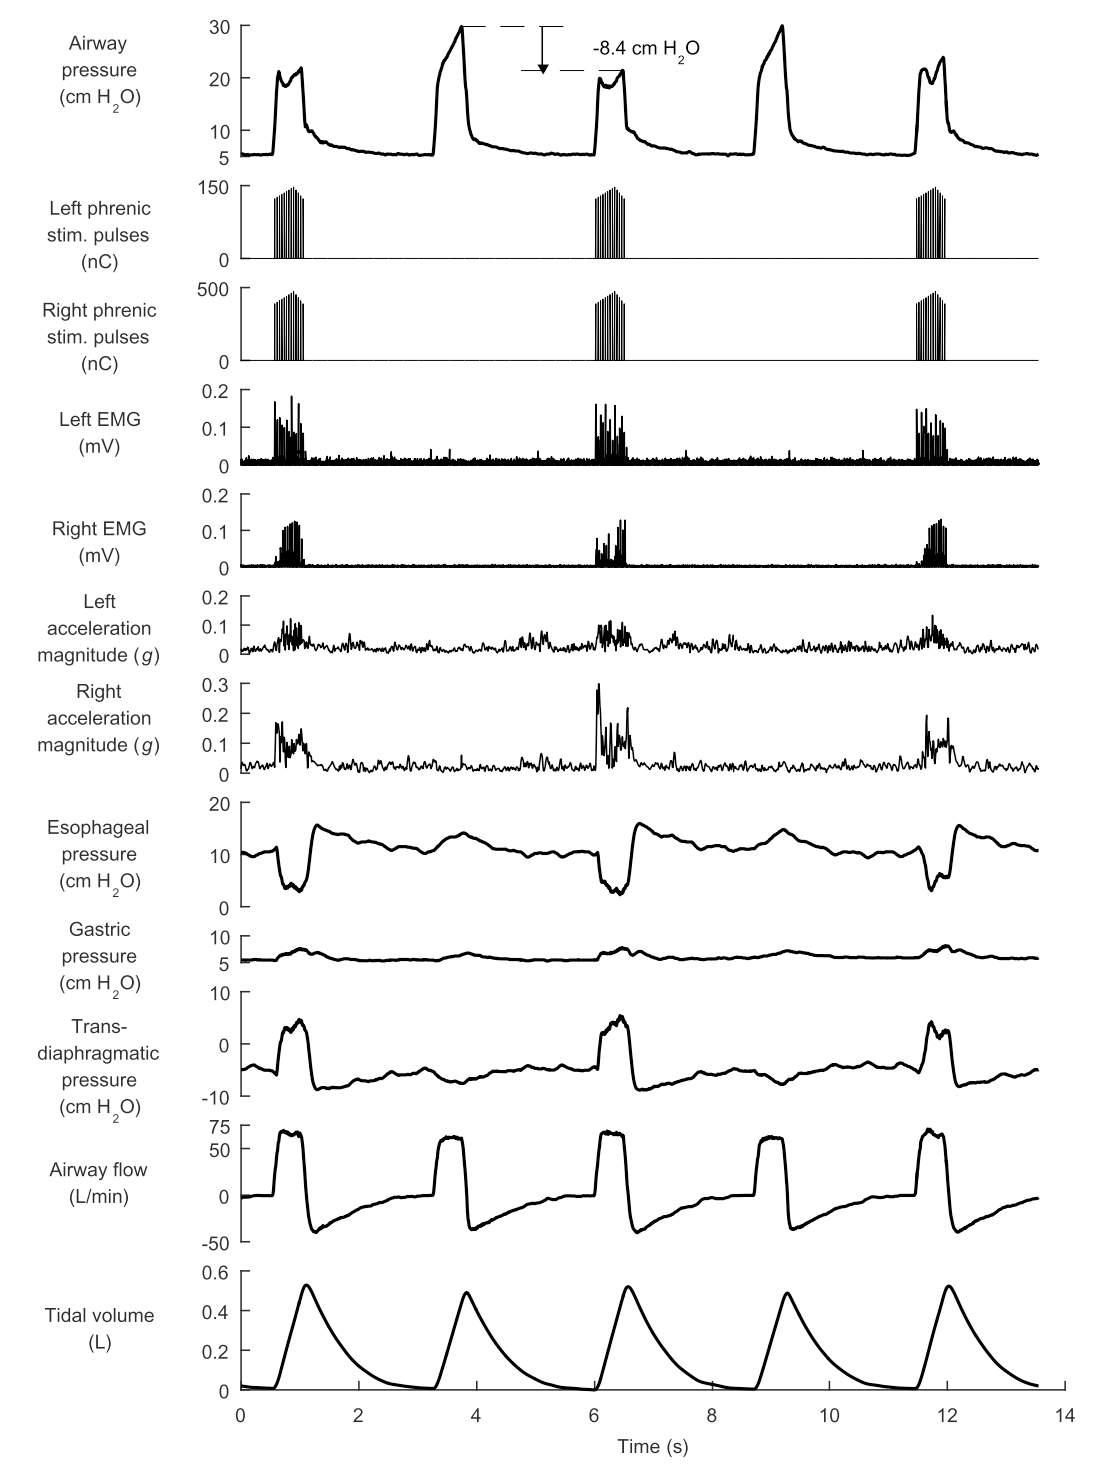 Airway
pressure
(cm H2O)
30
20
10
5
-8.4 cm H2O
Left phrenic
stim. pulses
(nC)
150
0
Right phrenic
stim. pulses
(nC)
500
0
Left EMG
(mV)
0.2
0.1
0
Right EMG
(mV)
0.2
0.1
0
Left
acceleration
magnitude (g)
0.2
0.1
0
Right
acceleration
magnitude (g)
0.3
0.2
0.1
0
Esophageal
pressure
(cm H2O)
20
10
0
Gastric
pressure
(cm H2O)
10
5
Trans-
diaphragmatic
pressure
(cm H2O)
10
0
-10
Airway flow
(L/min)
75
50
0
-50
Tidal volume
(L)
0.6
0.4
0.2
0
0 2 4 6 8 10 12 14
Time (s)